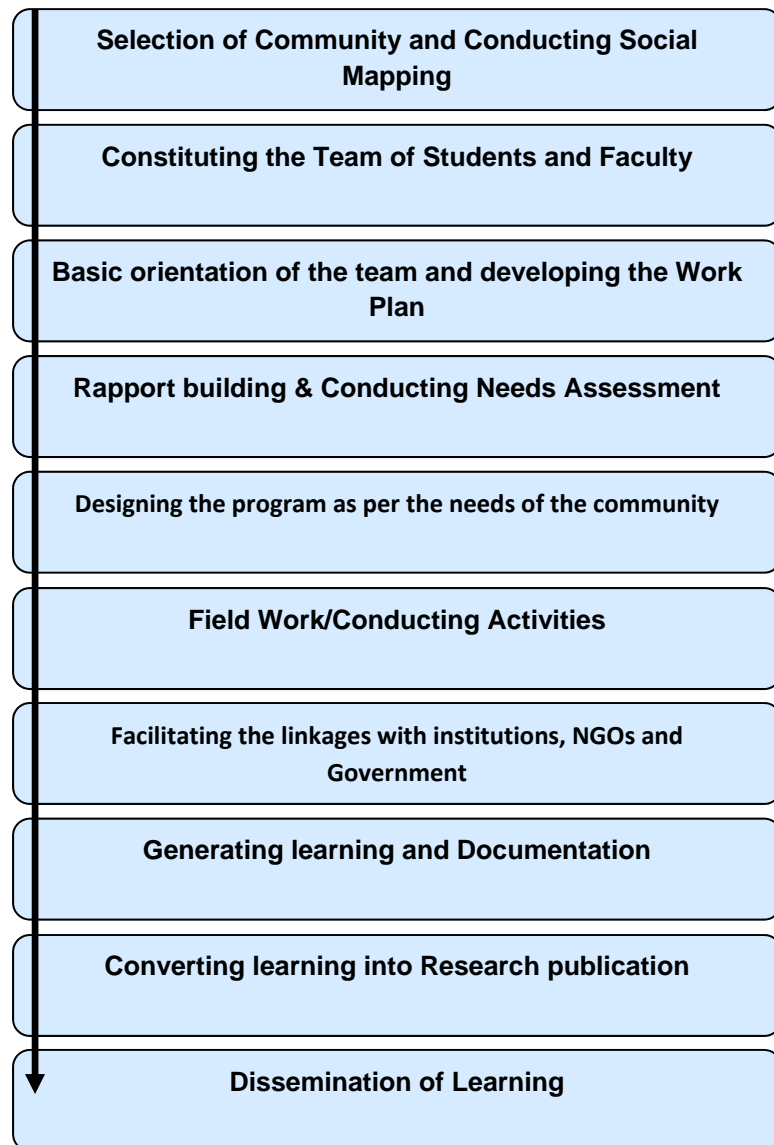 Selection of Community and Conducting Social
Mapping
Constituting the Team of Students and Faculty
Basic orientation of the team and developing the Work
Plan
Rapport building & Conducting Needs Assessment
Designing the program as per the needs of the community
Field Work/Conducting Activities
Facilitating the linkages with institutions, NGOs and
Government
Generating learning and Documentation
Converting learning into Research publication
Dissemination of Learning